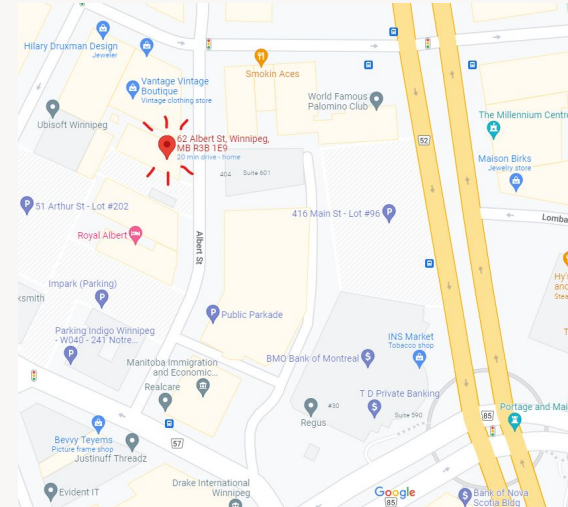 Hilary Druxman Design
Jeweler
Vantage Vintage
Boutique
Vintage clothing store
Smokin Aces
World Famous
Palomino Club
Ubisoft Winnipeg
The Millennium Centre
62 Albert St, Winnipeg,
MB R3B 1E9
20 min drive - home
52
Maison Birks
Jewelry store
404
Suite 601
51 Arthur St - Lot #202
416 Main St - Lot #96
Lomba
Royal Albert
Albert St
Hy's
and
Stea
Impark (Parking)
ksmith
Public Parkade
Parking Indigo Winnipeg
- W040 - 241 Notre...
INS Market
Tobacco shop
Manitoba Immigration
and Economic...
BMO Bank of Montreal
Realcare
T D Private Banking
#30
Suite 590
Regus
85
Portage and Mai
Bevvy Teyems
Picture frame shop
57
Justinuff Threadz
Drake International
Winnipeg
Evident IT
Google
85
Bank of Nova
Scotia Bldg